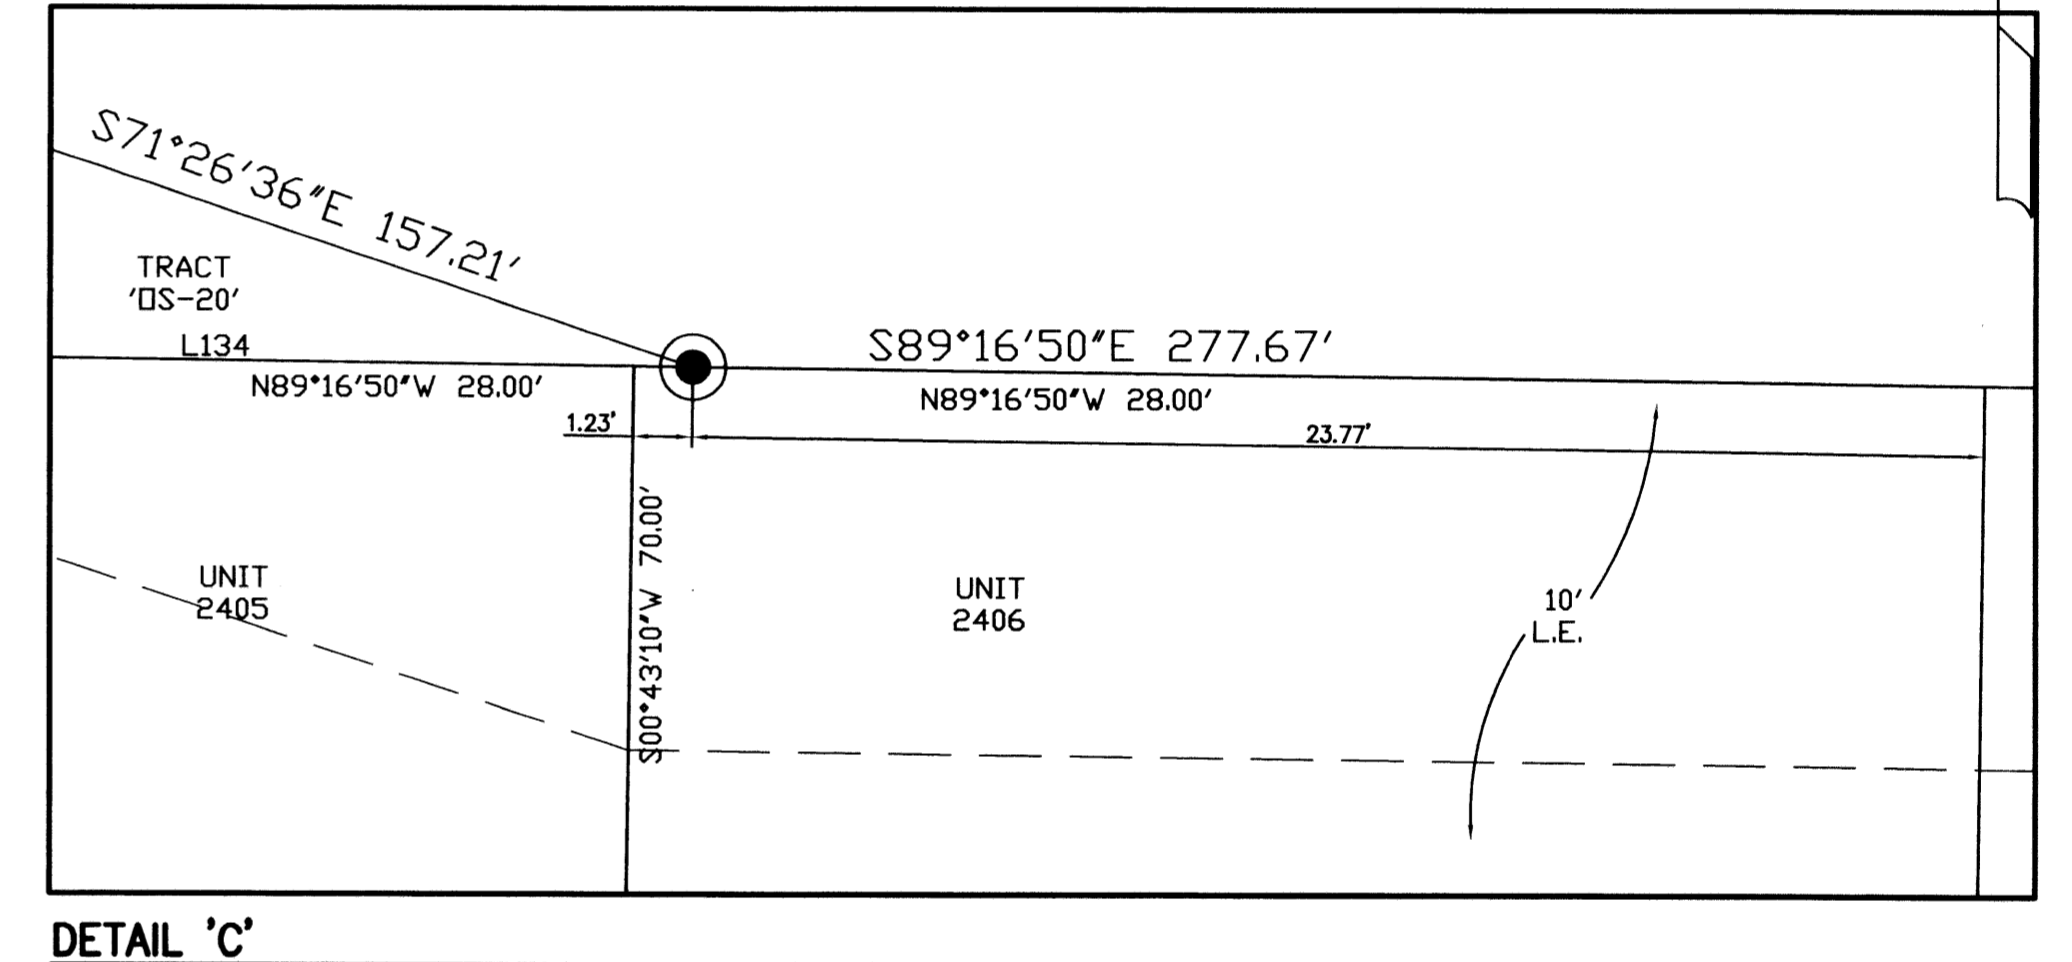 S71°26'36"E 157.21'
TRACT
'OS-20'
L134
N89°16'50"W 28.00'
S89°16'50"E 277.67'
N89°16'50"W 28.00'
1.23'
23.77'
S00°43'10"W 70.00'
UNIT
2405
UNIT
2406
10'
L.E.
DETAIL 'C'